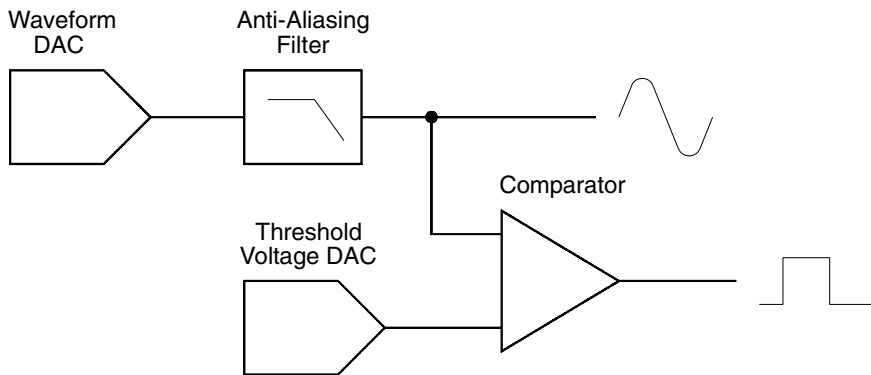 Waveform
DAC
Anti-Aliasing
Filter
Comparator
Threshold
Voltage DAC